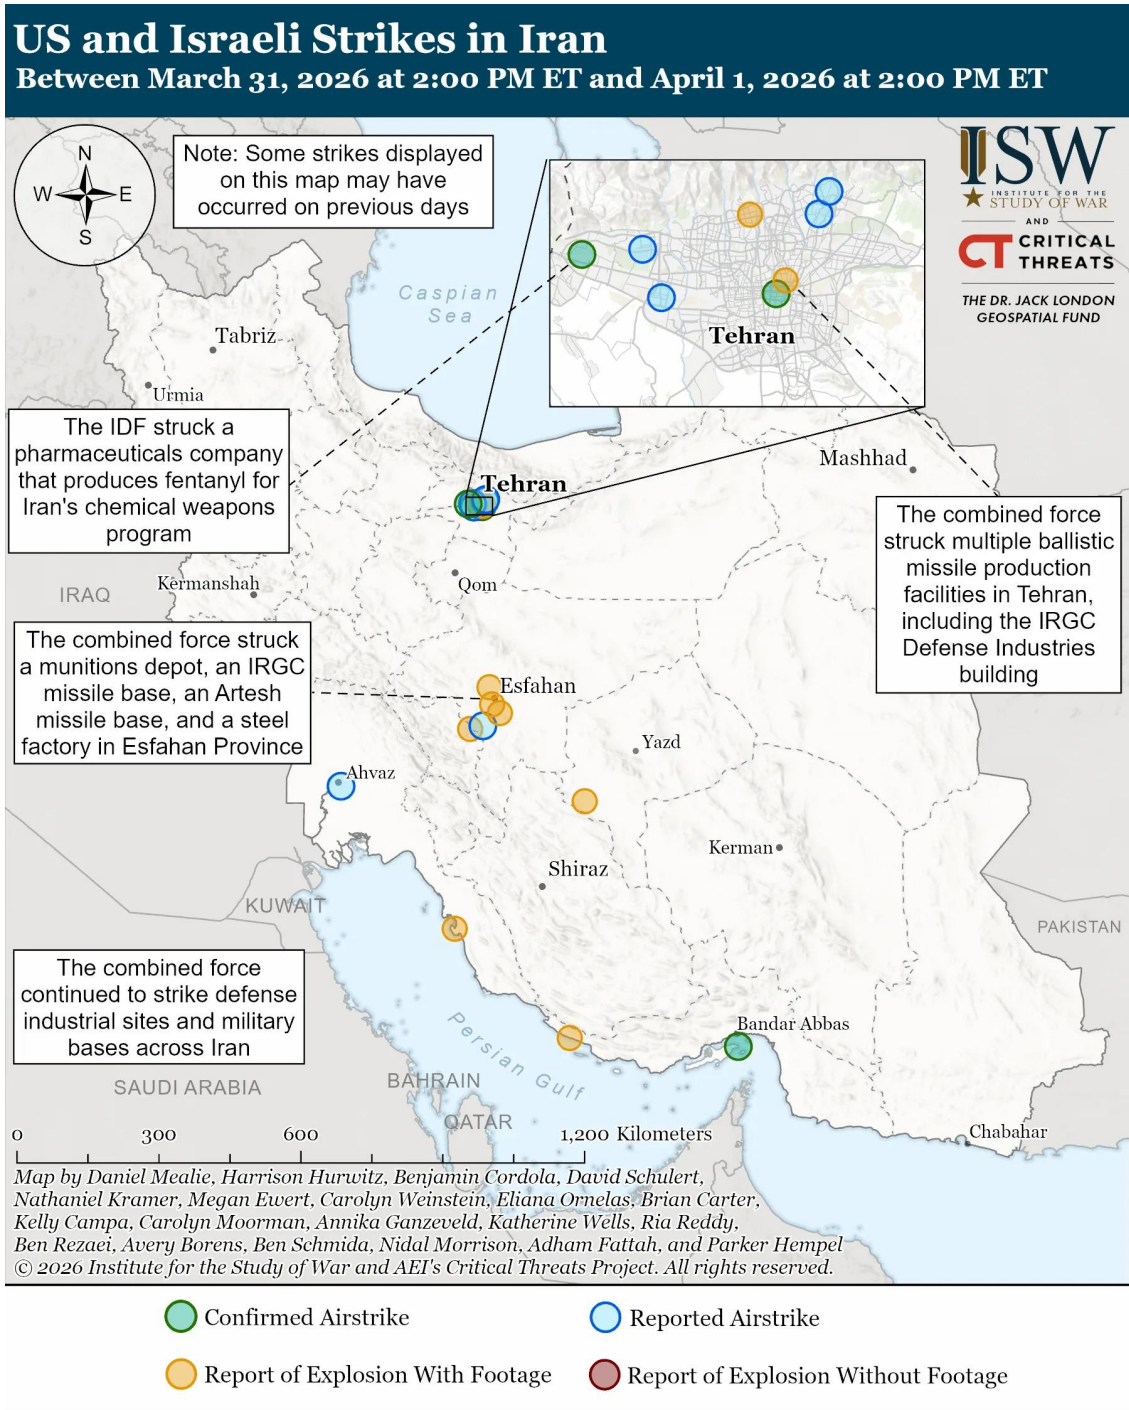 US and Israeli Strikes in Iran
Between March 31, 2026 at 2:00 PM ET and April 1, 2026 at 2:00 PM ET
N
W E
S
Note: Some strikes displayed
on this map may have
occurred on previous days
ISW
INSTITUTE FOR THE
STUDY OF WAR
AND
CT CRITICAL
THREATS
THE DR. JACK LONDON
GEOSPATIAL FUND
Caspian
Sea
Tehran
Tabriz
Urmia
The IDF struck a
pharmaceuticals company
that produces fentanyl for
Iran's chemical weapons
program
Tehran
Mashhad
The combined force
struck multiple ballistic
missile production
facilities in Tehran,
including the IRGC
Defense Industries
building
IRAQ
Kermanshah
Qom
The combined force struck
a munitions depot, an IRGC
missile base, an Artesh
missile base, and a steel
factory in Esfahan Province
Esfahan
Yazd
Ahvaz
Kerman
Shiraz
KUWAIT
PAKISTAN
The combined force
continued to strike defense
industrial sites and military
bases across Iran
Persian Gulf
Bandar Abbas
SAUDI ARABIA
BAHRAIN
QATAR
Chabahar
0 300 600 1,200 Kilometers
Map by Daniel Mealie, Harrison Hurwitz, Benjamin Cordola, David Schulert,
Nathaniel Kramer, Megan Ewert, Carolyn Weinstein, Eliana Ornelas, Brian Carter,
Kelly Campa, Carolyn Moorman, Annika Ganzeveld, Katherine Wells, Ria Reddy,
Ben Rezaei, Avery Borens, Ben Schmida, Nidal Morrison, Adham Fattah, and Parker Hempel
© 2026 Institute for the Study of War and AEI's Critical Threats Project. All rights reserved.
Confirmed Airstrike
Reported Airstrike
Report of Explosion With Footage
Report of Explosion Without Footage